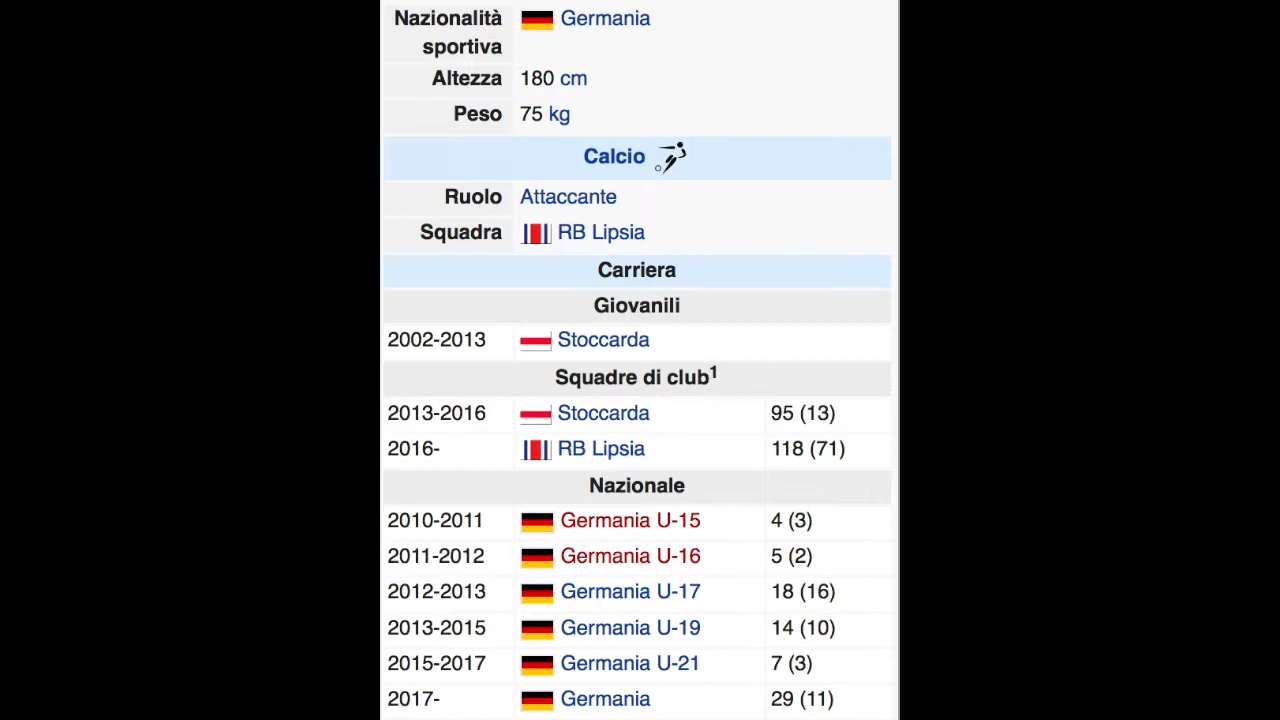 Nazionalità sportiva Germania
Altezza 180 cm
Peso 75 kg
Calcio
Ruolo Attaccante
Squadra RB Lipsia
Carriera
Giovanili
2002-2013 Stoccarda
Squadre di club1
2013-2016 Stoccarda 95 (13)
2016- RB Lipsia 118 (71)
Nazionale
2010-2011 Germania U-15 4 (3)
2011-2012 Germania U-16 5 (2)
2012-2013 Germania U-17 18 (16)
2013-2015 Germania U-19 14 (10)
2015-2017 Germania U-21 7 (3)
2017- Germania 29 (11)